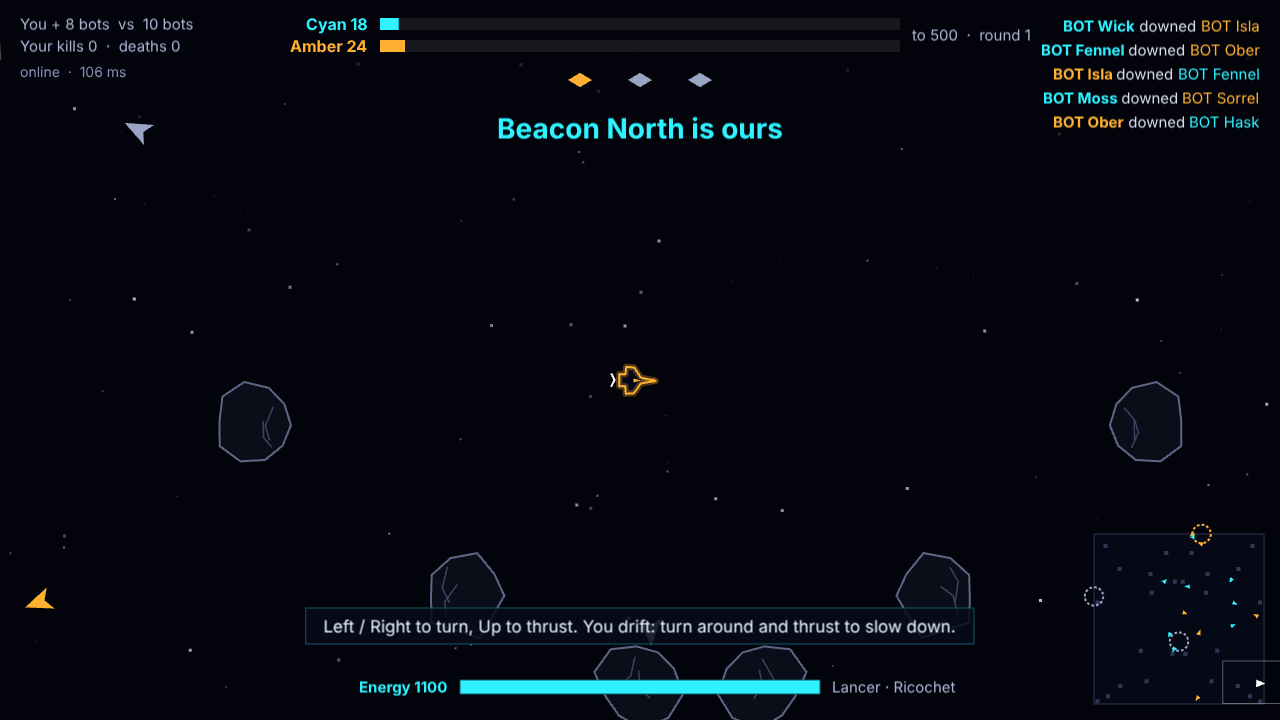 You + 8 bots vs 10 bots
Your kills 0 · deaths 0
online · 106 ms
Cyan 18
Amber 24
to 500 · round 1
BOT Wick downed BOT Isla
BOT Fennel downed BOT Ober
BOT Isla downed BOT Fennel
BOT Moss downed BOT Sorrel
BOT Ober downed BOT Hask
Beacon North is ours
Left / Right to turn, Up to thrust. You drift: turn around and thrust to slow down.
Energy 1100
Lancer · Ricochet